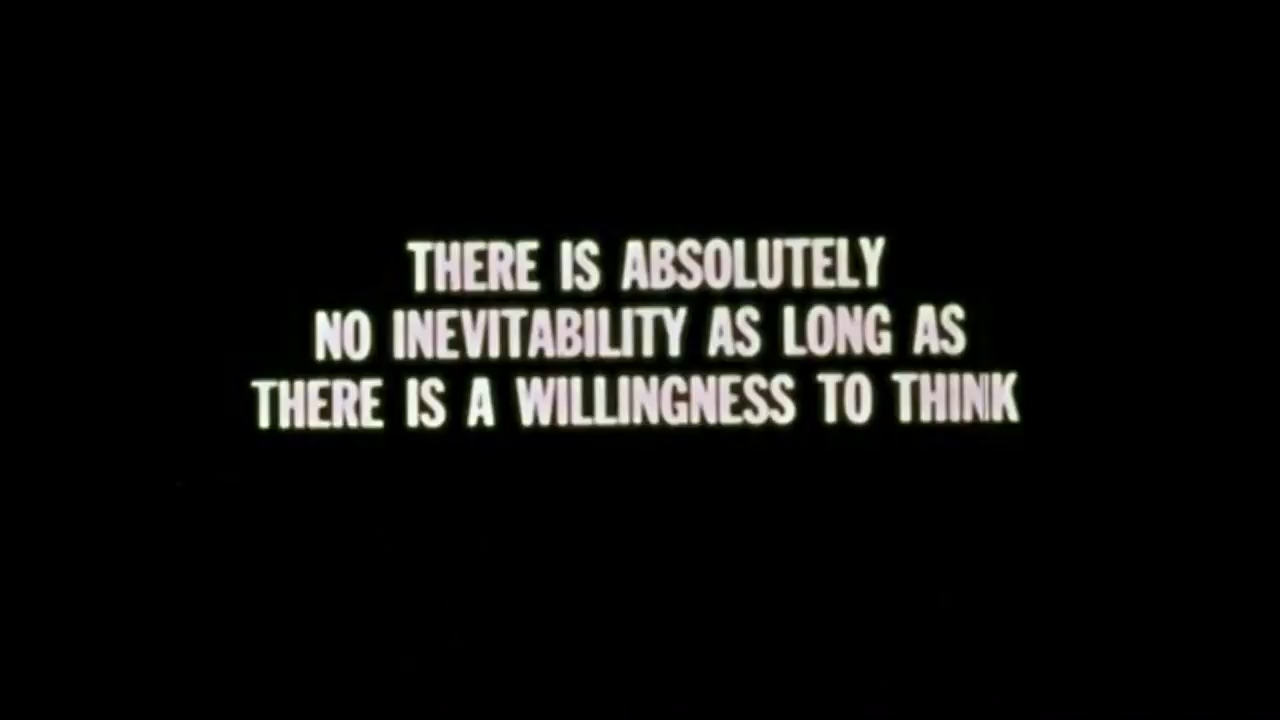 THERE IS ABSOLUTELY
NO INEVITABILITY AS LONG AS
THERE IS A WILLINGNESS TO THINK